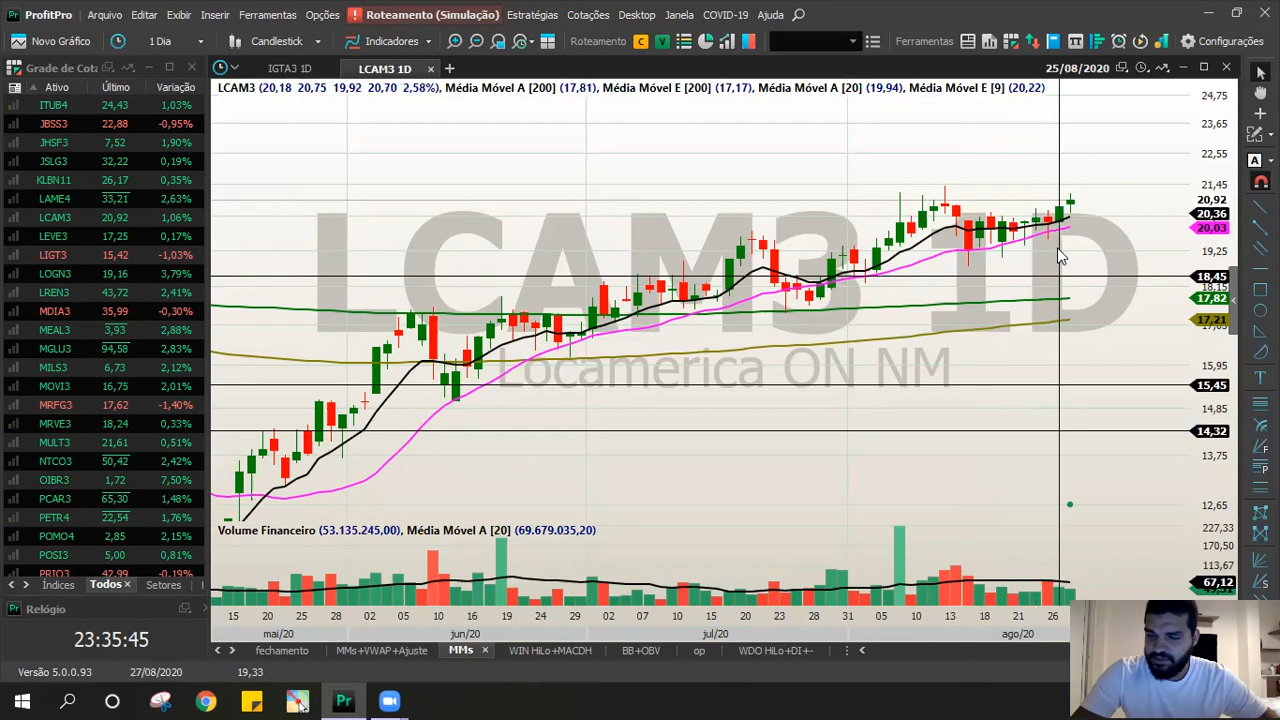 ProfitPro
Arquivo Editar Exibir Inserir Ferramentas Opções Roteamento (Simulação) Estratégias Cotações Desktop Janela COVID-19 Ajuda
Novo Gráfico 1 Dia Candlestick Indicadores Roteamento C V Ferramentas Configurações
Grade de Cota IGTA3 1D LCAM3 1D 25/08/2020
Ativo Último Variação
LCAM3 (20,18 20,75 19,92 20,70 2,58%), Média Móvel A [200] (17,81), Média Móvel E [200] (17,17), Média Móvel A [20] (19,94), Média Móvel E [9] (20,22)
ITUB4 24,43 1,03%
JBSS3 22,88 -0,95%
JHSF3 7,52 1,90%
JSLG3 32,22 0,19%
KLBN11 26,17 0,35%
LAME4 33,21 2,63%
LCAM3 20,92 1,06%
LEVE3 17,25 0,23%
LIGT3 15,42 -1,03%
LOGN3 19,16 3,79%
LREN3 43,72 2,41%
MDIA3 35,99 -0,30%
MEAL3 3,93 2,88%
MGLU3 94,58 2,83%
MILS3 6,73 2,12%
MOVI3 16,75 2,01%
MRFG3 17,62 -1,40%
MRVE3 18,24 0,33%
MULT3 21,61 0,51%
NTCO3 50,42 2,42%
OIBR3 1,72 7,50%
PCAR3 65,30 1,48%
PETR4 22,54 1,76%
POMO4 2,85 2,15%
POSI3 5,00 0,81%
PRIO3 42,99 -0,19%
Índices Todos Setores
LCAM3 1D
Locamerica ON NM
24,75
23,65
22,55
21,45
20,92
20,36
20,03
19,25
18,45
18,15
17,82
17,21
15,95
15,45
14,85
14,32
13,75
12,65
Volume Financeiro (53.135.245,00), Média Móvel A [20] (69.679.035,20)
227,33
170,50
113,67
67,12
15 20 25 28 02 05 10 16 19 24 29 02 07 10 15 20 23 28 31 05 10 13 18 21 26
mai/20 jun/20 jul/20 ago/20
fechamento MMs+VWAP+Ajuste MMs WIN HiLo+MACDH BB+OBV op WDO HiLo+DI+-
Relógio
23:35:45
Versão 5.0.0.93 27/08/2020 19,33
Pr